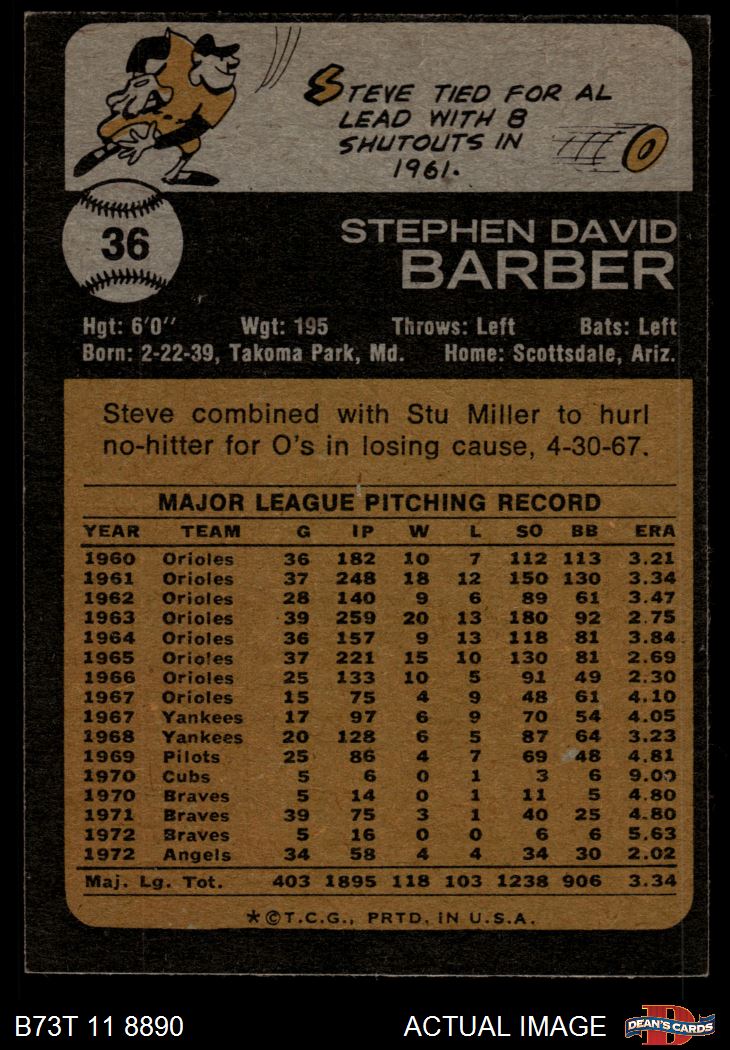 STEVE TIED FOR AL
LEAD WITH 8
SHUTOUTS IN
1961.
36
STEPHEN DAVID
BARBER
Hgt: 6'0" Wgt: 195 Throws: Left Bats: Left
Born: 2-22-39, Takoma Park, Md. Home: Scottsdale, Ariz.
Steve combined with Stu Miller to hurl
no-hitter for O's in losing cause, 4-30-67.
MAJOR LEAGUE PITCHING RECORD
YEAR TEAM G IP W L SO BB ERA
1960 Orioles 36 182 10 7 112 113 3.21
1961 Orioles 37 248 18 12 150 130 3.34
1962 Orioles 28 140 9 6 89 61 3.47
1963 Orioles 39 259 20 13 180 92 2.75
1964 Orioles 36 157 9 13 118 81 3.84
1965 Orioles 37 221 15 10 130 81 2.69
1966 Orioles 25 133 10 5 91 49 2.30
1967 Orioles 15 75 4 9 48 61 4.10
1967 Yankees 17 97 6 9 70 54 4.05
1968 Yankees 20 128 6 5 87 64 3.23
1969 Pilots 25 86 4 7 69 48 4.81
1970 Cubs 5 6 0 1 3 6 9.00
1970 Braves 5 14 0 1 11 5 4.80
1971 Braves 39 75 3 1 40 25 4.80
1972 Braves 5 16 0 0 6 6 5.63
1972 Angels 34 58 4 4 34 30 2.02
Maj. Lg. Tot. 403 1895 118 103 1238 906 3.34
*©T.C.G., PRTD. IN U.S.A.
B73T 11 8890 ACTUAL IMAGE DEAN'S CARDS